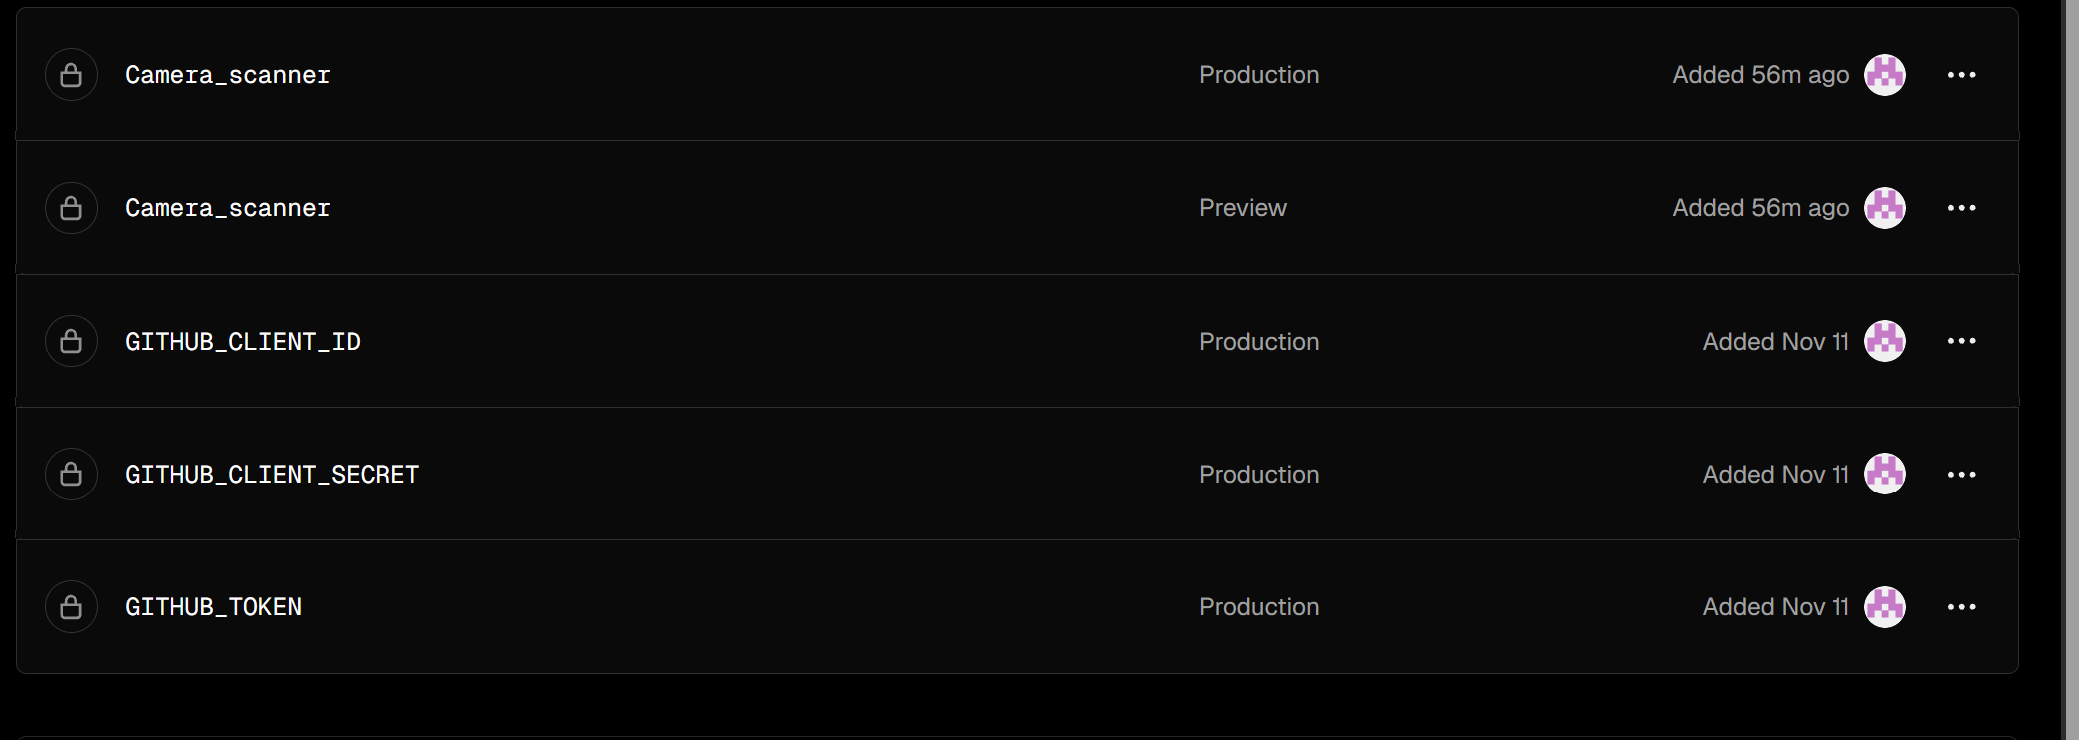 Camera_scanner Production Added 56m ago
Camera_scanner Preview Added 56m ago
GITHUB_CLIENT_ID Production Added Nov 11
GITHUB_CLIENT_SECRET Production Added Nov 11
GITHUB_TOKEN Production Added Nov 11